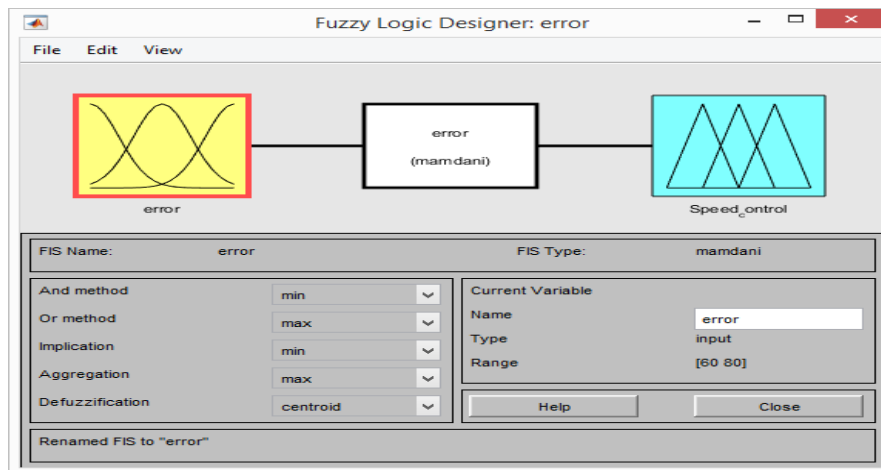 Fuzzy Logic Designer: error
File Edit View
error
(mamdani)
error
Speed_control
FIS Name: error FIS Type: mamdani
And method min
Or method max
Implication min
Aggregation max
Defuzzification centroid
Current Variable
Name error
Type input
Range [60 80]
Help Close
Renamed FIS to "error"